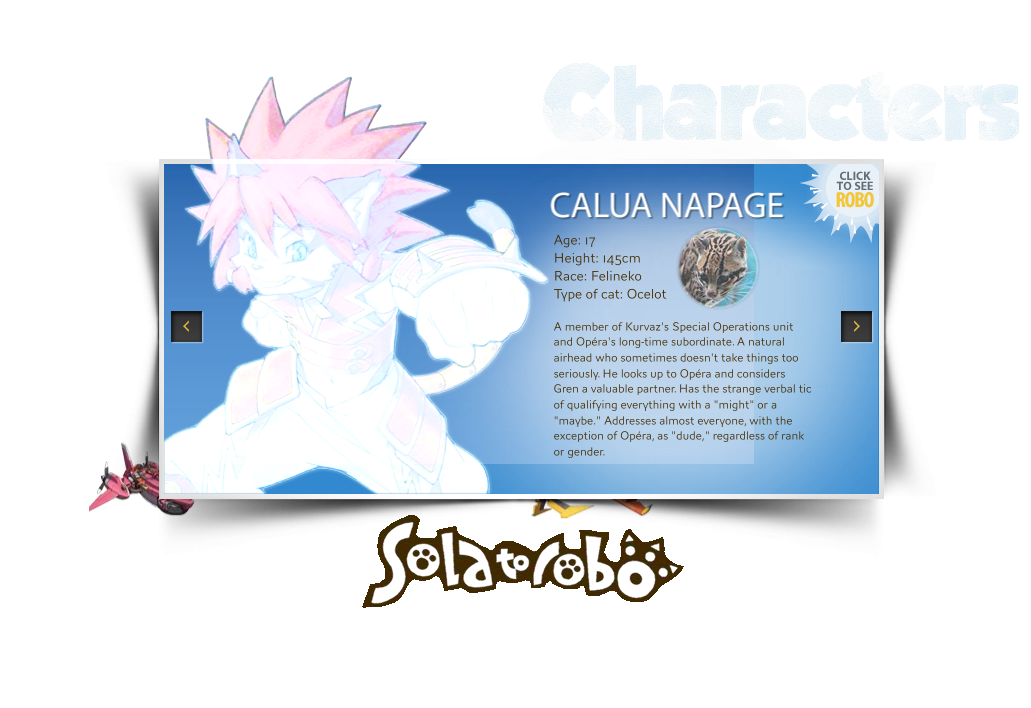 Characters
CLICK
TO SEE
ROBO
CALUA NAPAGE
Age: 17
Height: 145cm
Race: Felineko
Type of cat: Ocelot
A member of Kurvaz's Special Operations unit
and Opéra's long-time subordinate. A natural
airhead who sometimes doesn't take things too
seriously. He looks up to Opéra and considers
Gren a valuable partner. Has the strange verbal tic
of qualifying everything with a "might" or a
"maybe." Addresses almost everyone, with the
exception of Opéra, as "dude," regardless of rank
or gender.
Solatorobo